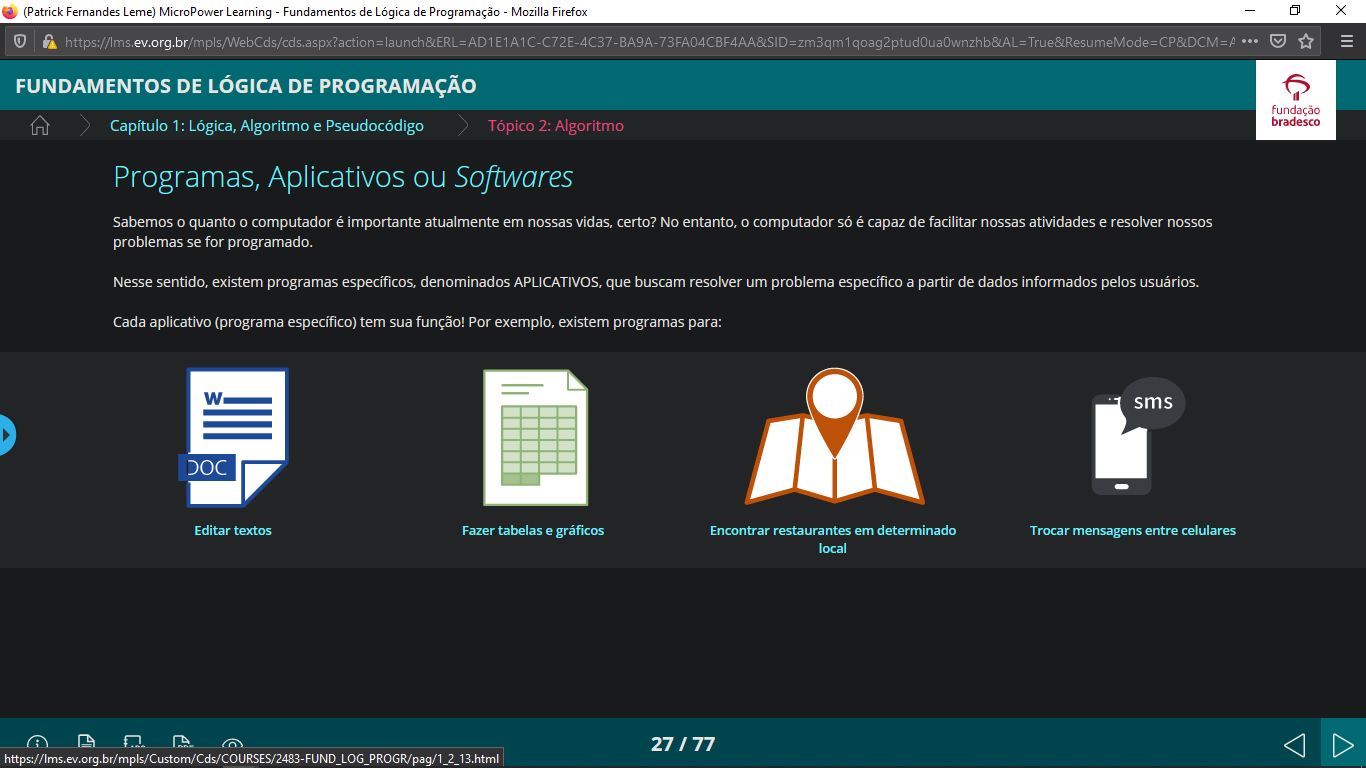 (Patrick Fernandes Leme) MicroPower Learning - Fundamentos de Lógica de Programação - Mozilla Firefox
https://lms.ev.org.br/mpls/WebCds/cds.aspx?action=launch&ERL=AD1E1A1C-C72E-4C37-BA9A-73FA04CBF4AA&SID=zm3qm1qoag2ptud0ua0wnzhb&AL=True&ResumeMode=CP&DCM=A
FUNDAMENTOS DE LÓGICA DE PROGRAMAÇÃO
fundação
bradesco
Capítulo 1: Lógica, Algoritmo e Pseudocódigo Tópico 2: Algoritmo
Programas, Aplicativos ou Softwares
Sabemos o quanto o computador é importante atualmente em nossas vidas, certo? No entanto, o computador só é capaz de facilitar nossas atividades e resolver nossos
problemas se for programado.
Nesse sentido, existem programas específicos, denominados APLICATIVOS, que buscam resolver um problema específico a partir de dados informados pelos usuários.
Cada aplicativo (programa específico) tem sua função! Por exemplo, existem programas para:
W
DOC
sms
Editar textos
Fazer tabelas e gráficos
Encontrar restaurantes em determinado
local
Trocar mensagens entre celulares
27 / 77
https://lms.ev.org.br/mpls/Custom/Cds/COURSES/2483-FUND_LOG_PROGR/pag/1_2_13.html